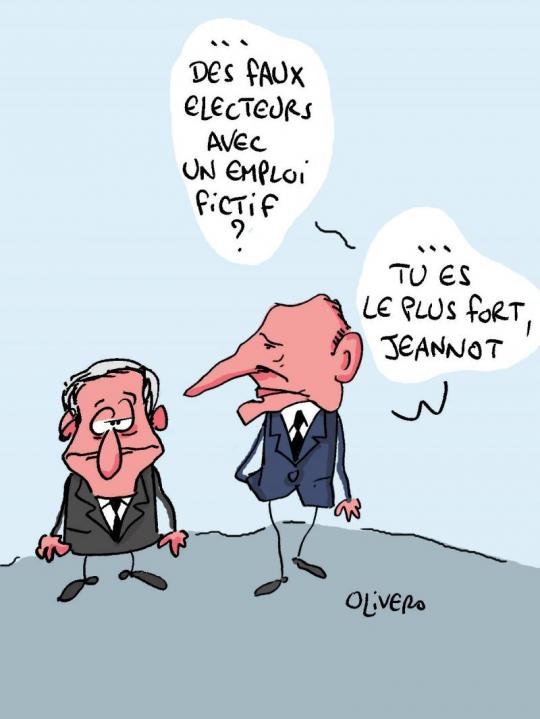 ...
DES FAUX
ELECTEURS
AVEC
UN EMPLOI
FICTIF
?
...
TU ES
LE PLUS FORT,
JEANNOT
OLIVERO